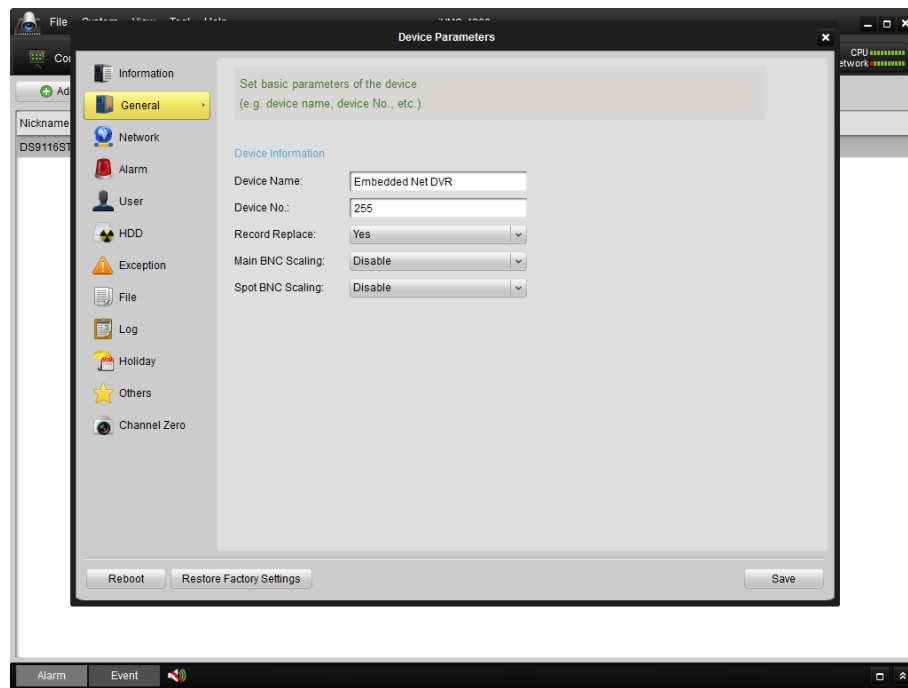 File
Device Parameters
CPU
etwork
Co
Ad
Nickname
DS9116ST
Information
General
Network
Alarm
User
HDD
Exception
File
Log
Holiday
Others
Channel Zero
Set basic parameters of the device
(e.g. device name, device No., etc.).
Device Information
Device Name: Embedded Net DVR
Device No.: 255
Record Replace: Yes
Main BNC Scaling: Disable
Spot BNC Scaling: Disable
Reboot Restore Factory Settings Save
Alarm Event